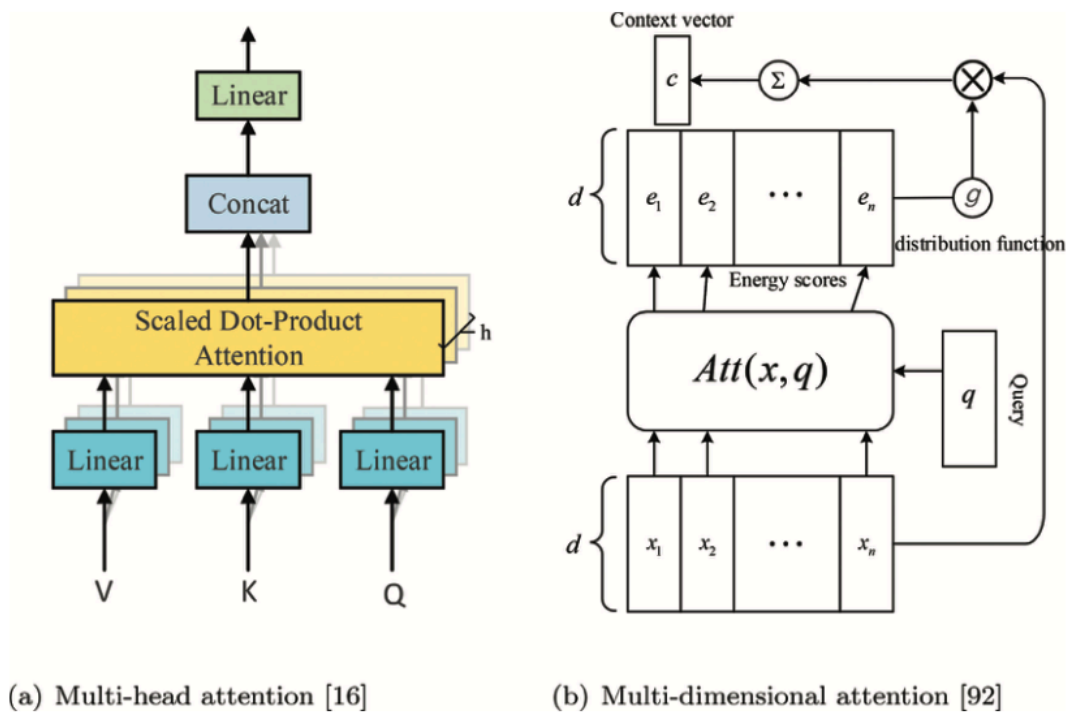 Linear
Concat
Scaled Dot-Product
Attention
h
Linear
Linear
Linear
V
K
Q
(a) Multi-head attention [16]
Context vector
c
Σ
d
e1
e2
...
en
g
distribution function
Energy scores
Att(x,q)
q
Query
d
x1
x2
...
xn
(b) Multi-dimensional attention [92]